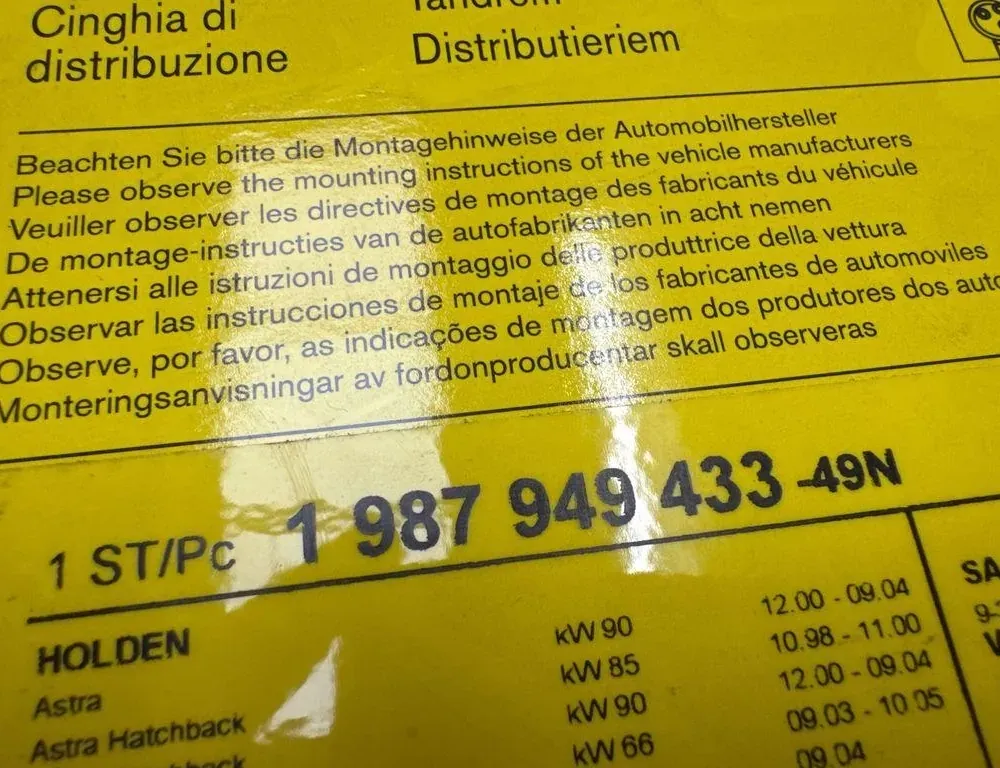 Cinghia di
distribuzione
Distributieriem
Beachten Sie bitte die Montagehinweise der Automobilhersteller
Please observe the mounting instructions of the vehicle manufacturers
Veuiller observer les directives de montage des fabricants du véhicule
De montage-instructies van de autofabrikanten in acht nemen
Attenersi alle istruzioni de montaggio delle produttrice della vettura
Observar las instrucciones de montaje de los fabricantes de automoviles
Observe, por favor, as indicações de montagem dos produtores dos
Monteringsanvisningar av fordonproducentar skall observeras
1 ST/Pc 1 987 949 433 -49N
HOLDEN
Astra kW 90 12.00 - 09.04
Astra Hatchback kW 85 10.98 - 11.00
kW 90 12.00 - 09.04
kW 66 09.03 - 10 05
09.04
SA
9-